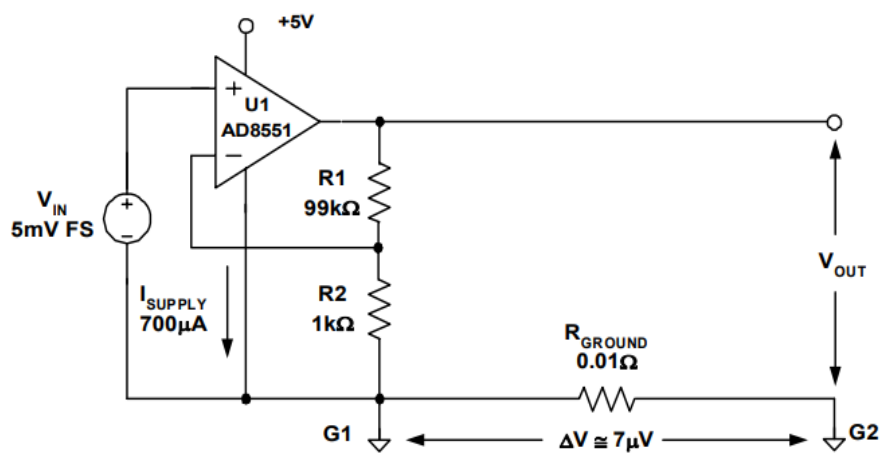 +5V
U1
AD8551
R1
99kΩ
V_IN
5mV FS
I_SUPPLY
700µA
R2
1kΩ
V_OUT
R_GROUND
0.01Ω
G1
ΔV ≅ 7µV
G2